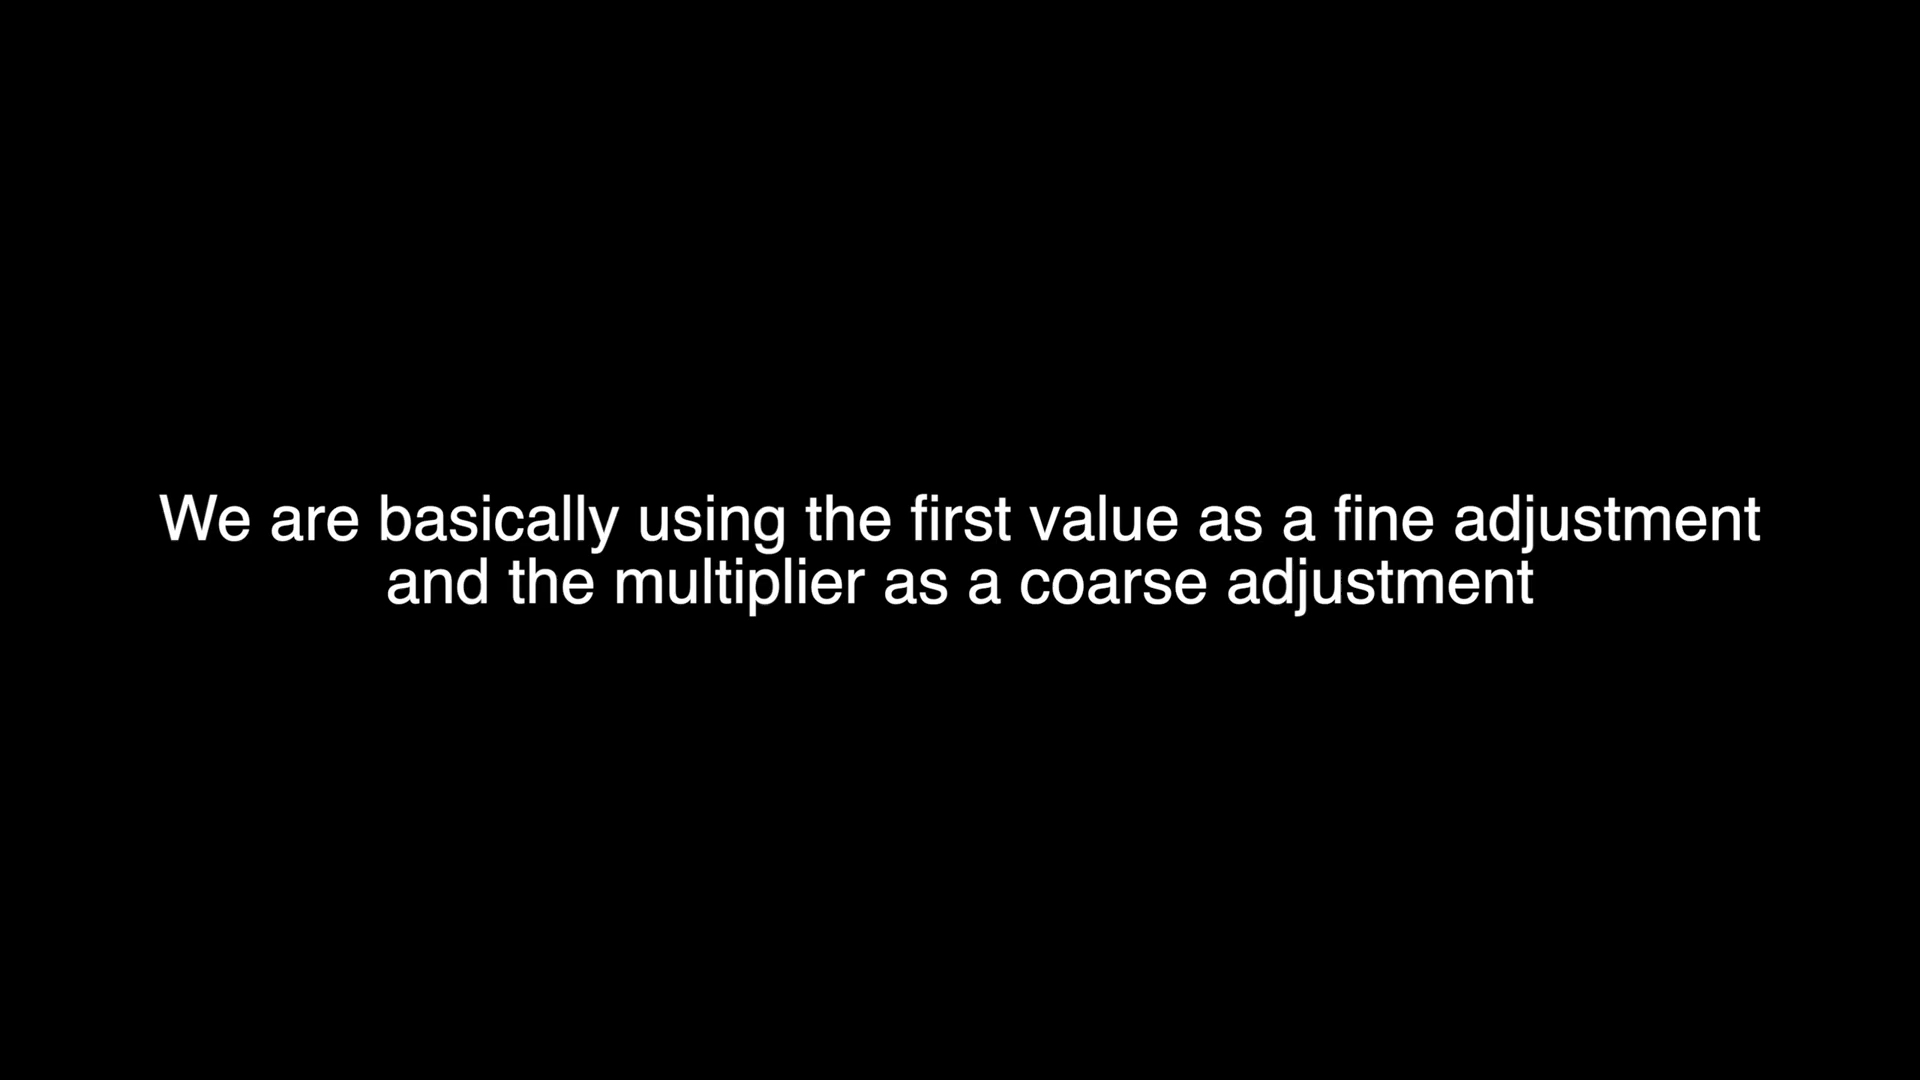 We are basically using the first value as a fine adjustment
and the multiplier as a coarse adjustment